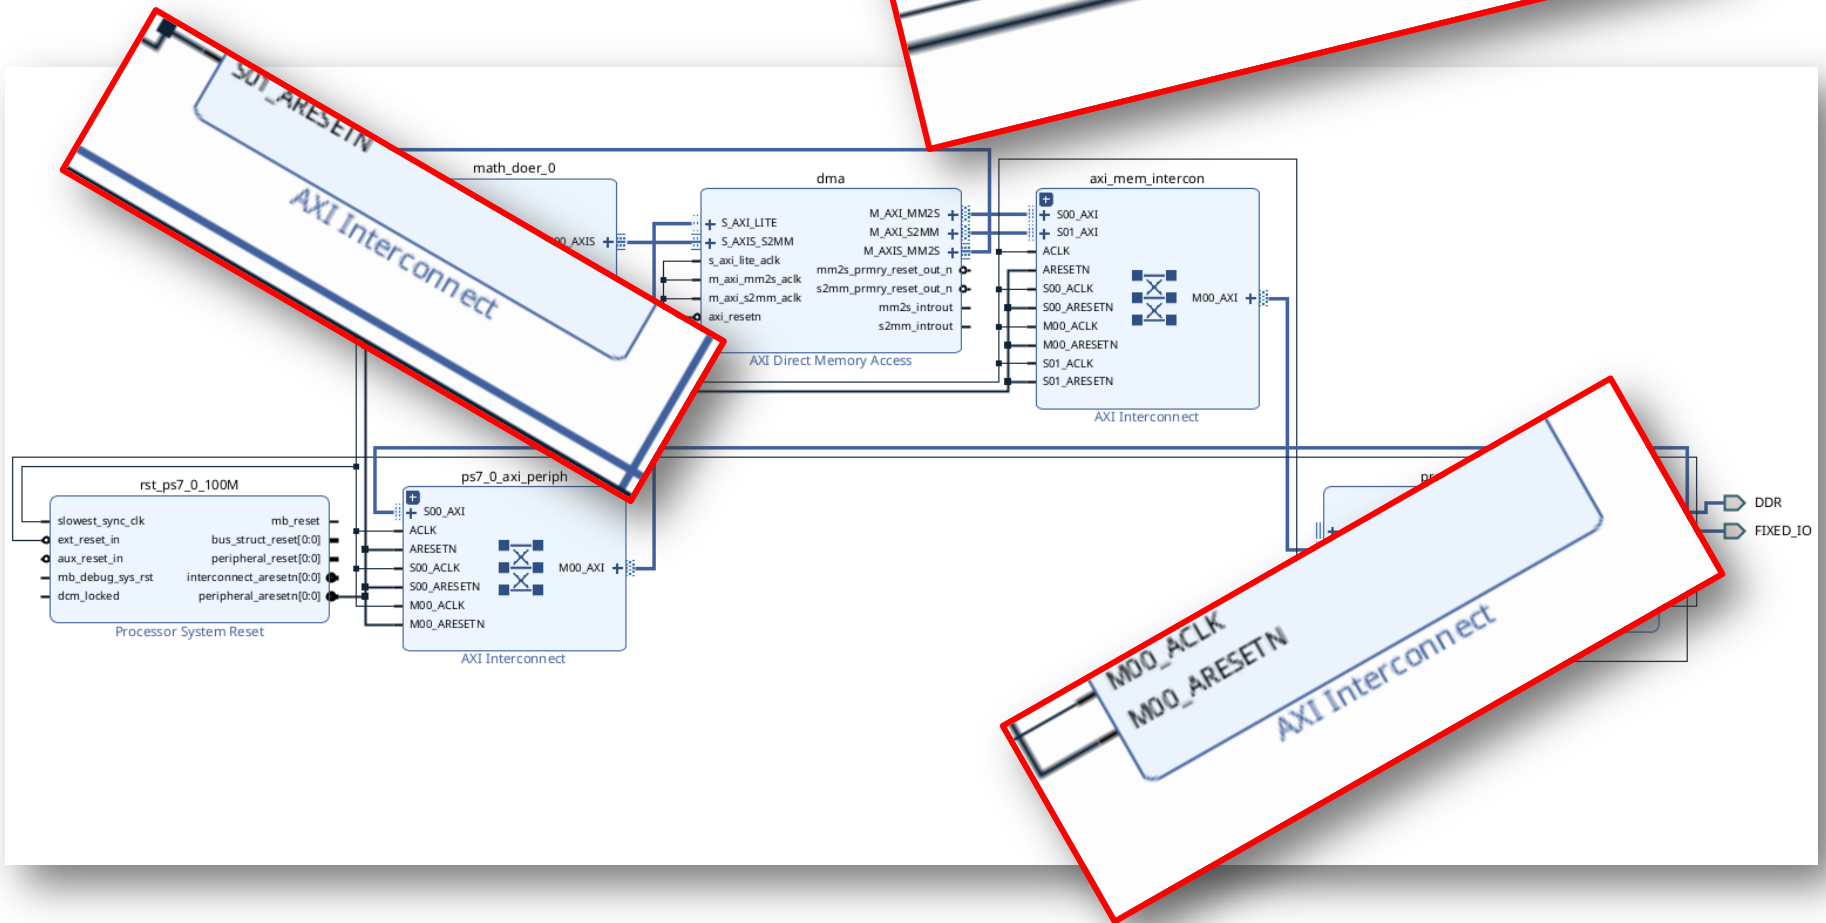 S01_ARESETN
AXI Interconnect
math_doer_0
00_AXIS
dma
S_AXI_LITE
S_AXIS_S2MM
s_axi_lite_aclk
m_axi_mm2s_aclk
m_axi_s2mm_aclk
axi_resetn
M_AXI_MM2S
M_AXI_S2MM
M_AXIS_MM2S
mm2s_prmry_reset_out_n
s2mm_prmry_reset_out_n
mm2s_introut
s2mm_introut
AXI Direct Memory Access
axi_mem_intercon
S00_AXI
S01_AXI
ACLK
ARESETN
S00_ACLK
S00_ARESETN
M00_ACLK
M00_ARESETN
S01_ACLK
S01_ARESETN
M00_AXI
AXI Interconnect
rst_ps7_0_100M
slowest_sync_clk
ext_reset_in
aux_reset_in
mb_debug_sys_rst
dcm_locked
mb_reset
bus_struct_reset[0:0]
peripheral_reset[0:0]
interconnect_aresetn[0:0]
peripheral_aresetn[0:0]
Processor System Reset
ps7_0_axi_periph
S00_AXI
ACLK
ARESETN
S00_ACLK
S00_ARESETN
M00_ACLK
M00_ARESETN
M00_AXI
AXI Interconnect
DDR
FIXED_IO
M00_ACLK
M00_ARESETN
AXI Interconnect